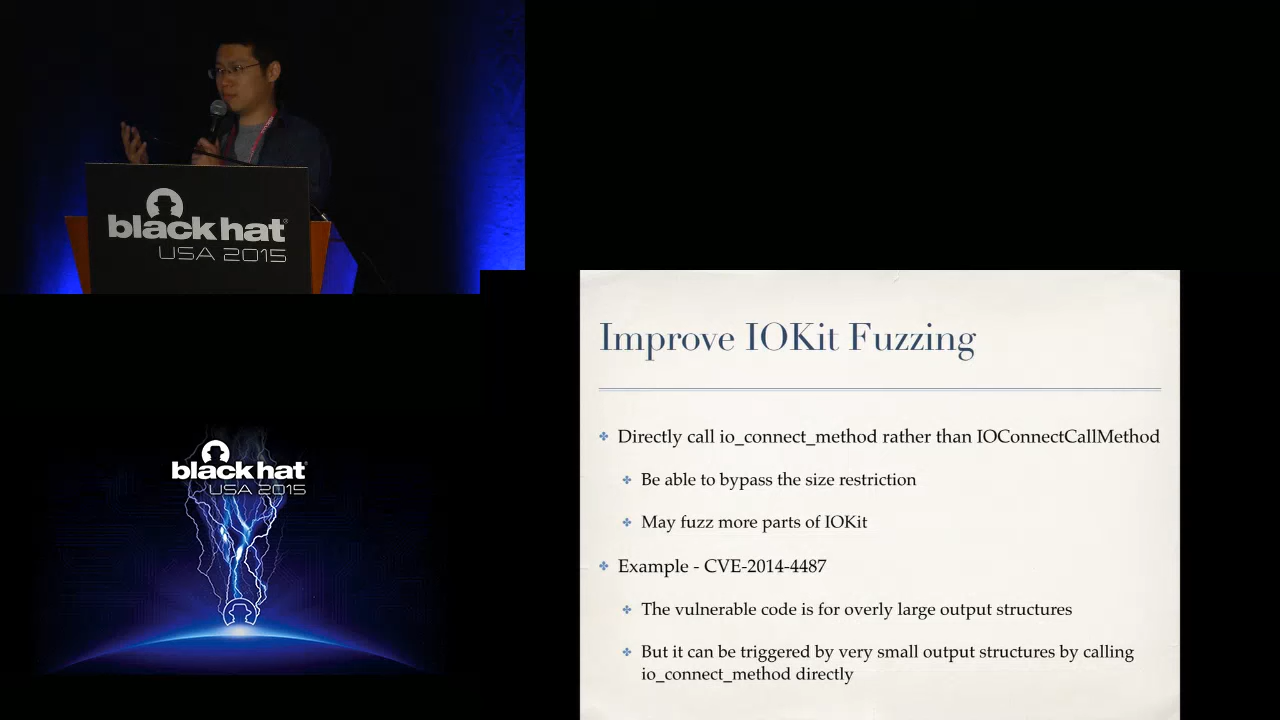 black hat®
USA 2015
black hat®
USA 2015
Improve IOKit Fuzzing
Directly call io_connect_method rather than IOConnectCallMethod
Be able to bypass the size restriction
May fuzz more parts of IOKit
Example - CVE-2014-4487
The vulnerable code is for overly large output structures
But it can be triggered by very small output structures by calling
io_connect_method directly